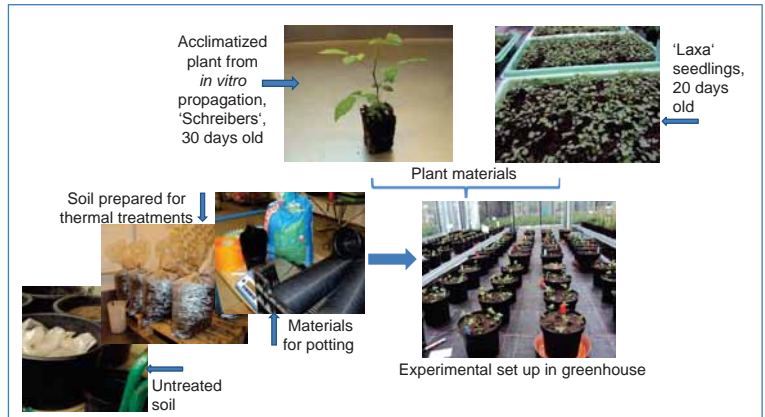 Acclimatized
plant from
in vitro
propagation,
‘Schreibers‘,
30 days old
‘Laxa‘
seedlings,
20 days
old
Plant materials
Soil prepared for
thermal treatments
Materials
for potting
Untreated
soil
Experimental set up in greenhouse